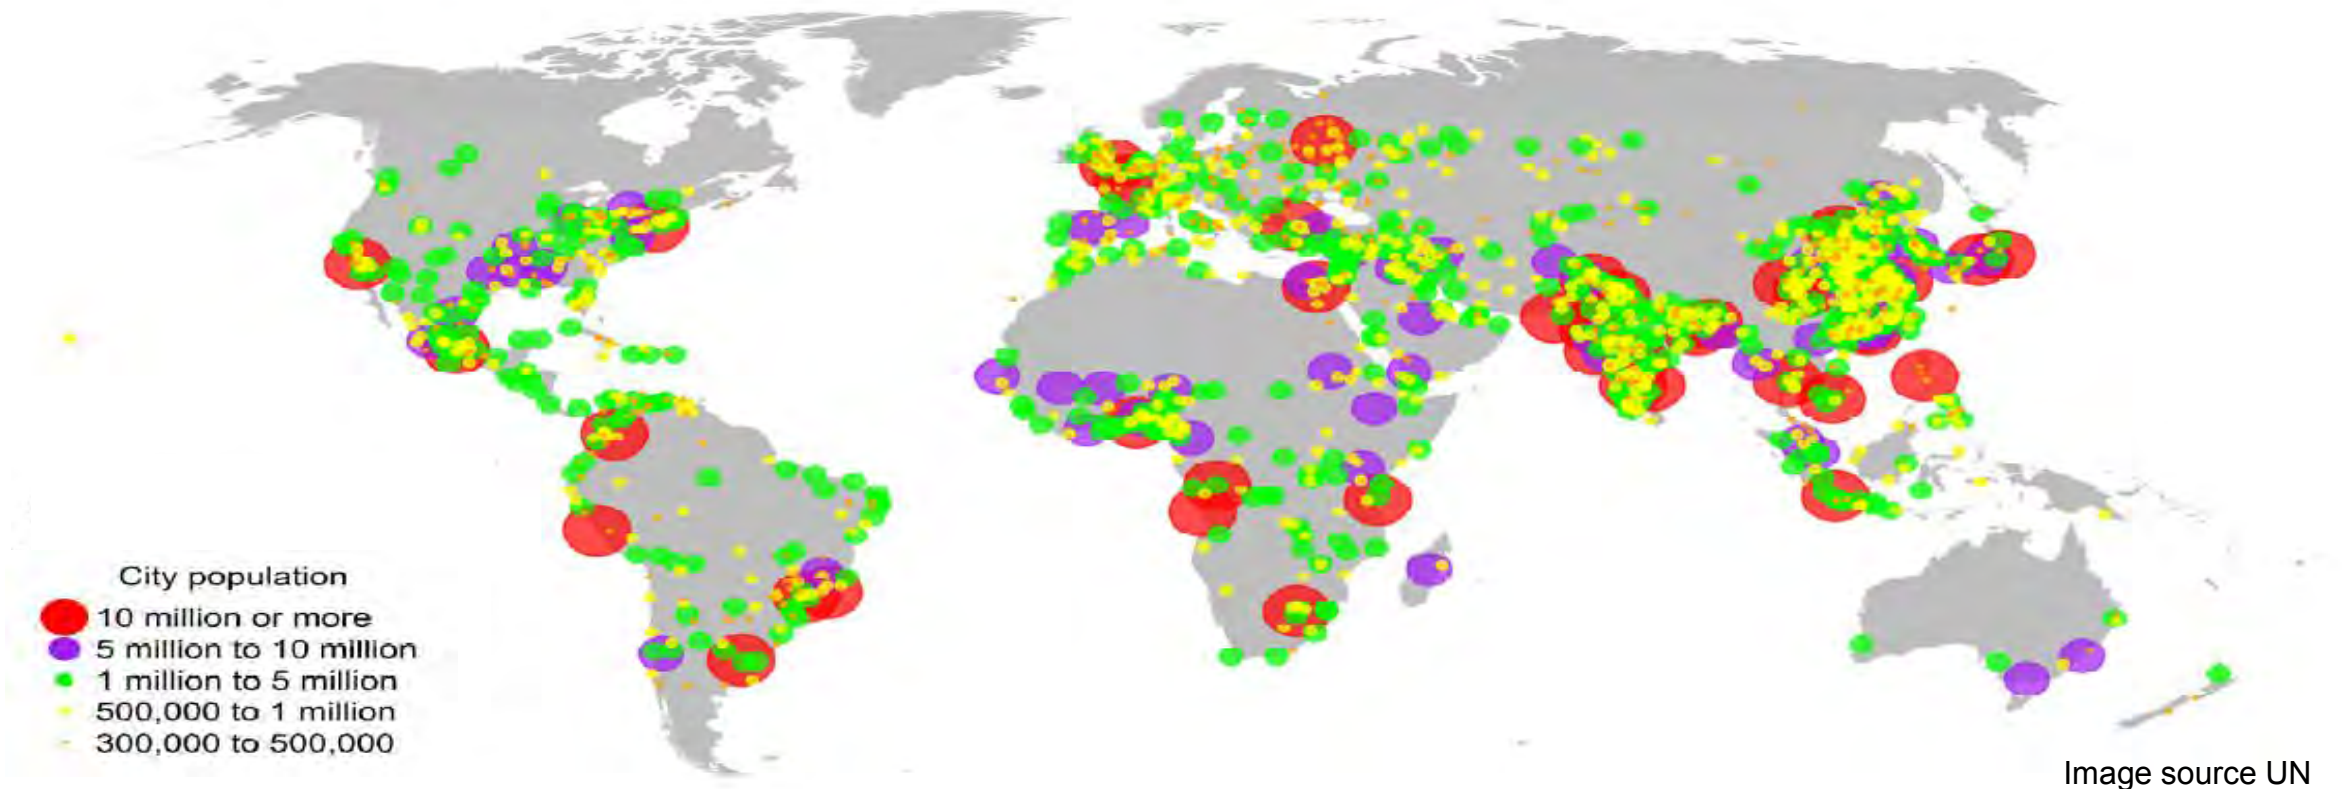 City population
10 million or more
5 million to 10 million
1 million to 5 million
500,000 to 1 million
300,000 to 500,000
Image source UN